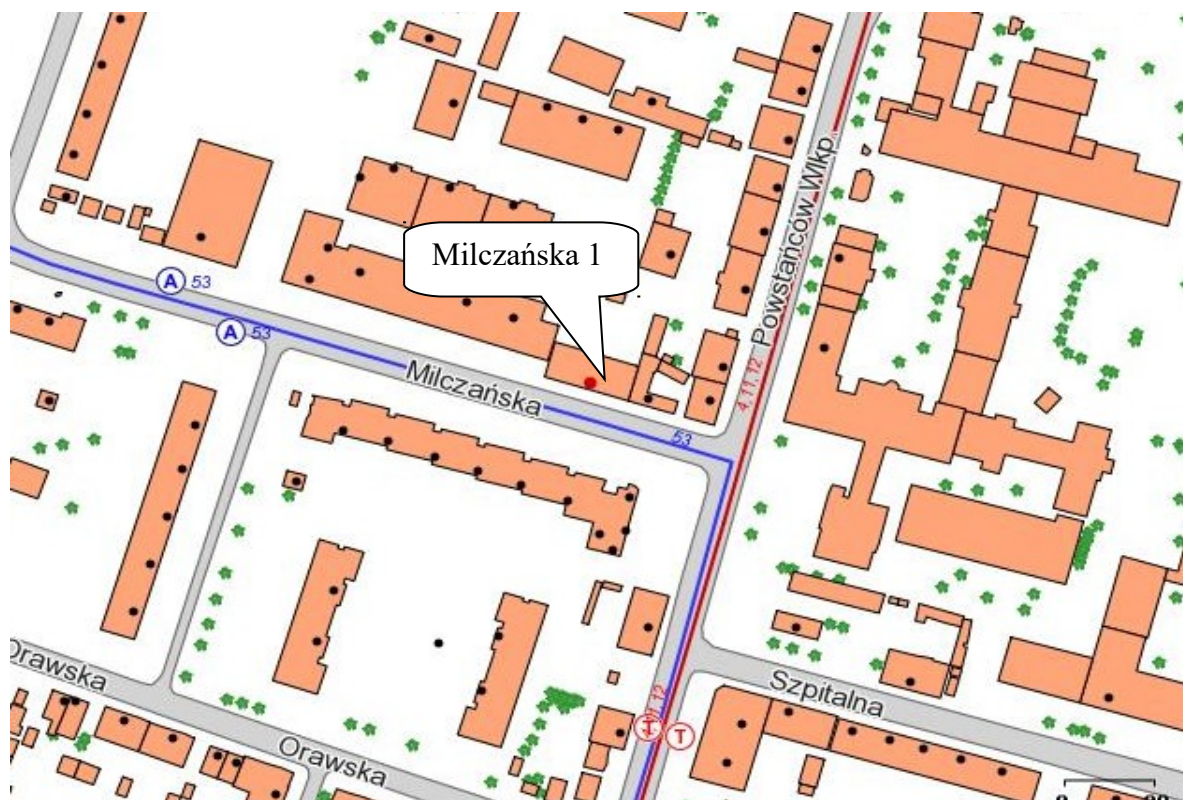 Powstańców Wlkp.
Milczańska 1
A 53
A 53
Milczańska
4, 11, 12
53
Orawska
Szpitalna
T
T
Orawska